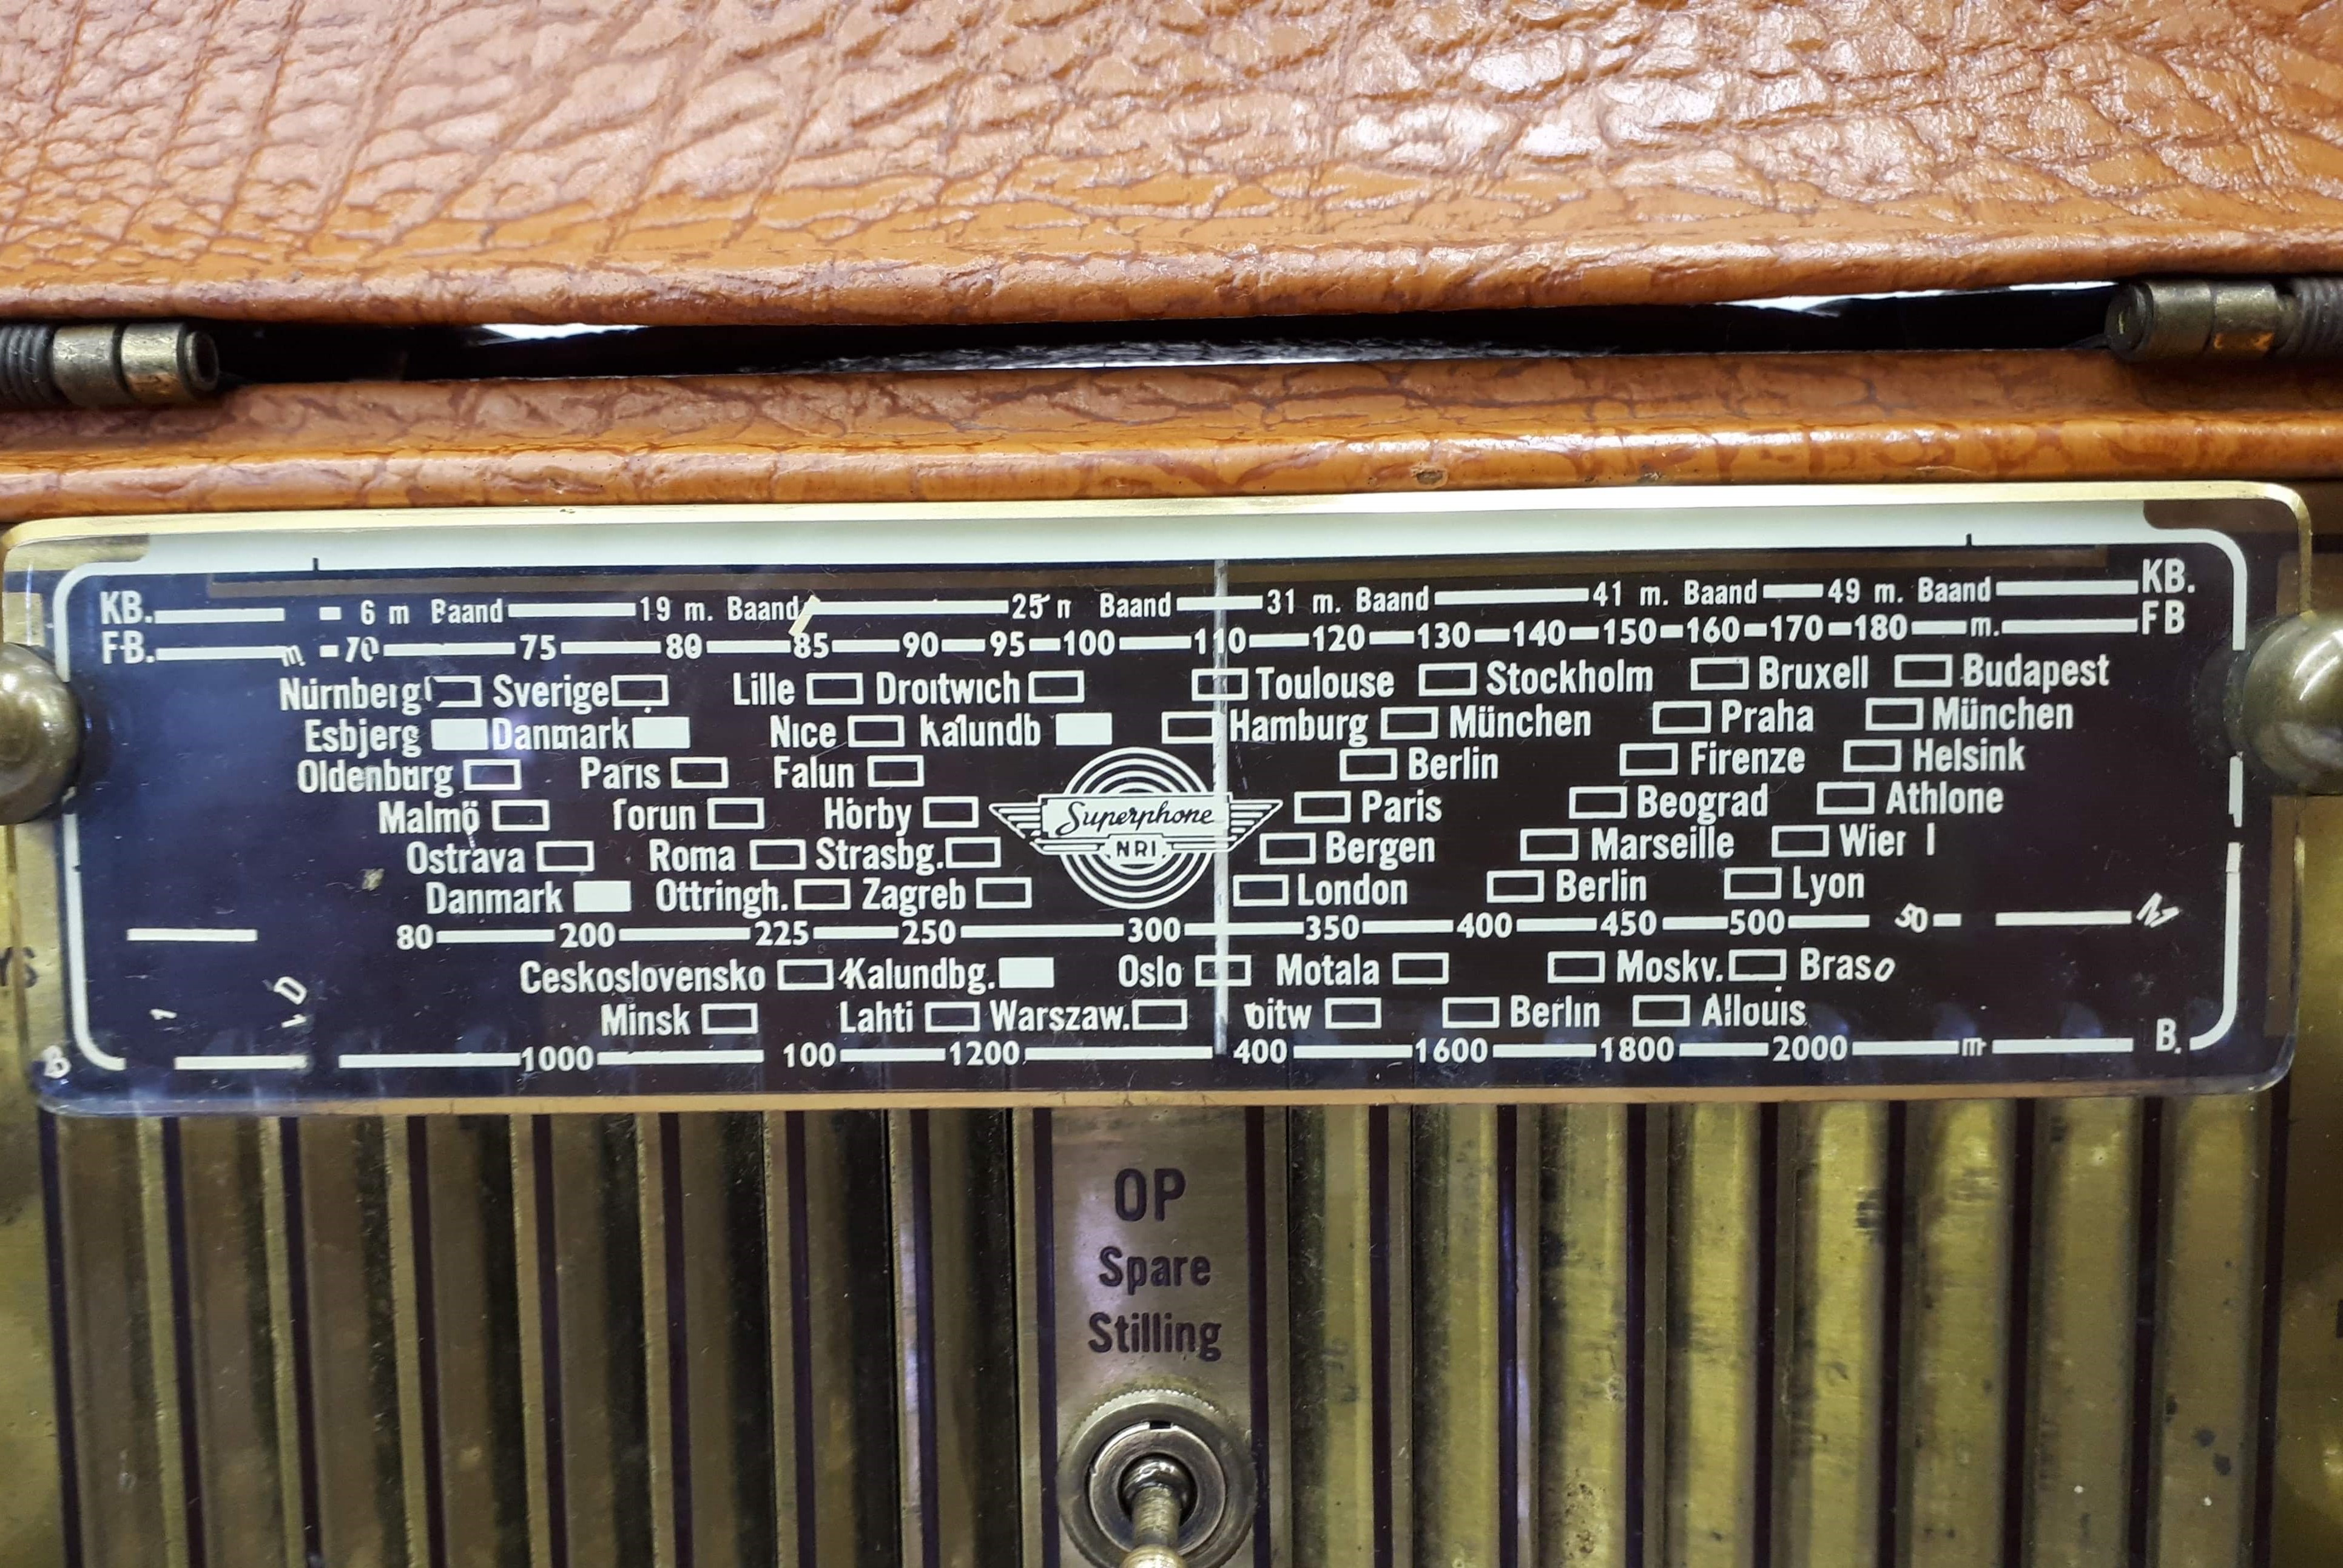 KB. 6 m Baand 19 m. Baand 25 m Baand 31 m. Baand 41 m. Baand 49 m. Baand KB.
FB. m. 70 75 80 85 90 95 100 110 120 130 140 150 160 170 180 m. FB
Nürnberg Sverige Lille Droitwich Toulouse Stockholm Bruxell Budapest
Esbjerg Danmark Nice Kalundb Hamburg München Praha München
Oldenburg Paris Falun Berlin Firenze Helsink
Malmö Torun Hörby Superphone Paris Beograd Athlone
Ostrava Roma Strasbg. NRI Bergen Marseille Wien
Danmark Ottringh. Zagreb London Berlin Lyon
80 200 225 250 300 350 400 450 500 50
Ceskoslovensko Kalundbg. Oslo Motala Moskv. Braso
Minsk Lahti Warszaw. oitw Berlin Allouis
B 1000 100 1200 400 1600 1800 2000 m B.
OP
Spare
Stilling